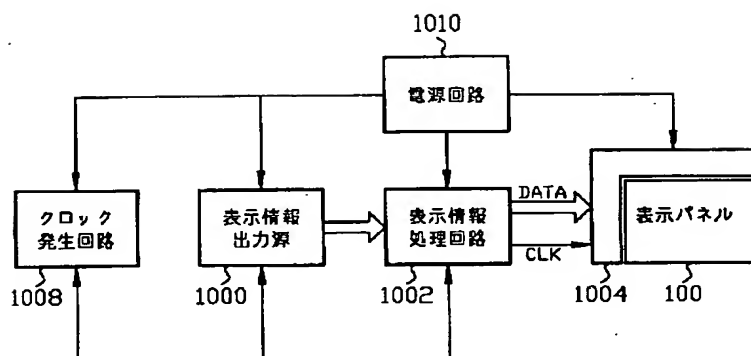 1010
電源回路
クロック
発生回路
1008
表示情報
出力源
1000
表示情報
処理回路
1002
DATA
CLK
表示パネル
1004
100